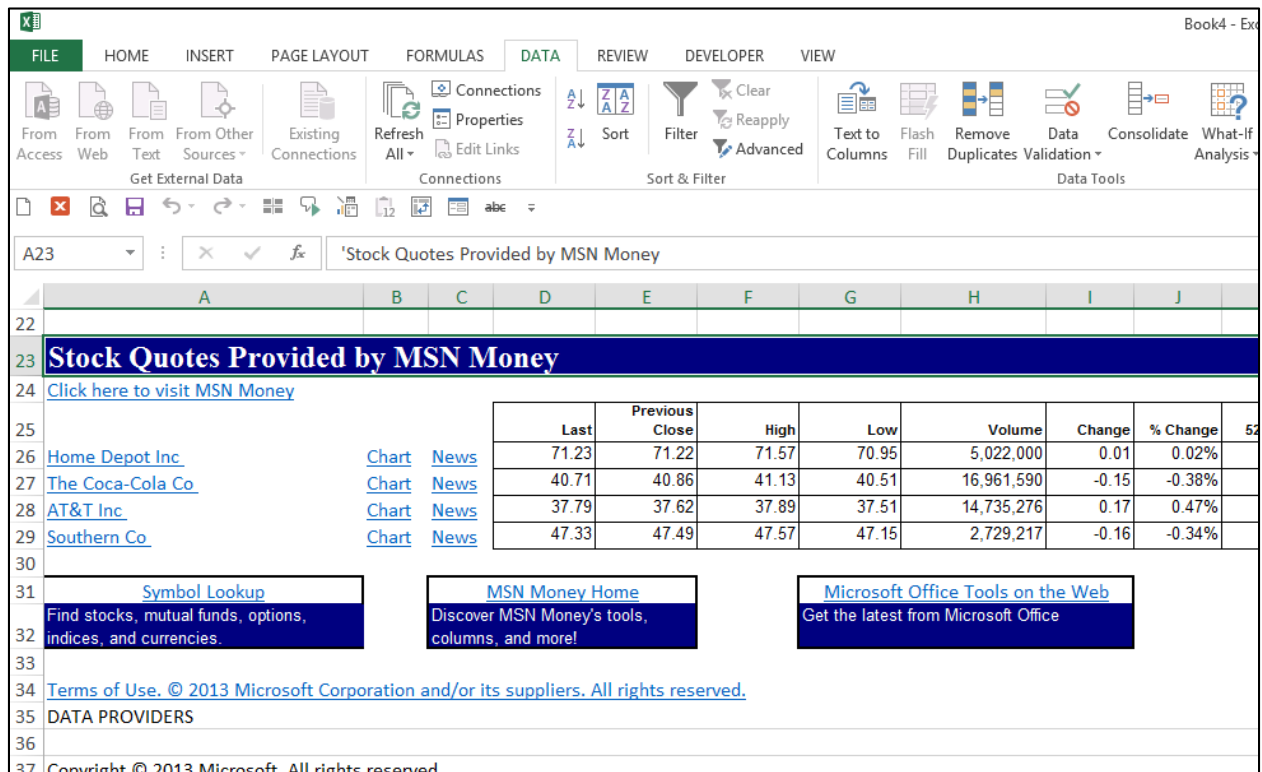 Book4 - Exc
FILE HOME INSERT PAGE LAYOUT FORMULAS DATA REVIEW DEVELOPER VIEW
Connections Clear
Properties Reapply
Edit Links Advanced
From From From From Other Existing Refresh Sort Filter Text to Flash Remove Data Consolidate What-If
Access Web Text Sources Connections All Columns Fill Duplicates Validation Analysis
Get External Data Connections Sort & Filter Data Tools
12 abc
A23 fx 'Stock Quotes Provided by MSN Money
A B C D E F G H I J
22
23 Stock Quotes Provided by MSN Money
24 Click here to visit MSN Money
Previous
25 Last Close High Low Volume Change % Change 52
26 Home Depot Inc Chart News 71.23 71.22 71.57 70.95 5,022,000 0.01 0.02%
27 The Coca-Cola Co Chart News 40.71 40.86 41.13 40.51 16,961,590 -0.15 -0.38%
28 AT&T Inc Chart News 37.79 37.62 37.89 37.51 14,735,276 0.17 0.47%
29 Southern Co Chart News 47.33 47.49 47.57 47.15 2,729,217 -0.16 -0.34%
30
31 Symbol Lookup MSN Money Home Microsoft Office Tools on the Web
Find stocks, mutual funds, options, Discover MSN Money's tools, Get the latest from Microsoft Office
32 indices, and currencies. columns, and more!
33
34 Terms of Use. © 2013 Microsoft Corporation and/or its suppliers. All rights reserved.
35 DATA PROVIDERS
36
37 Copyright © 2013 Microsoft. All rights reserved